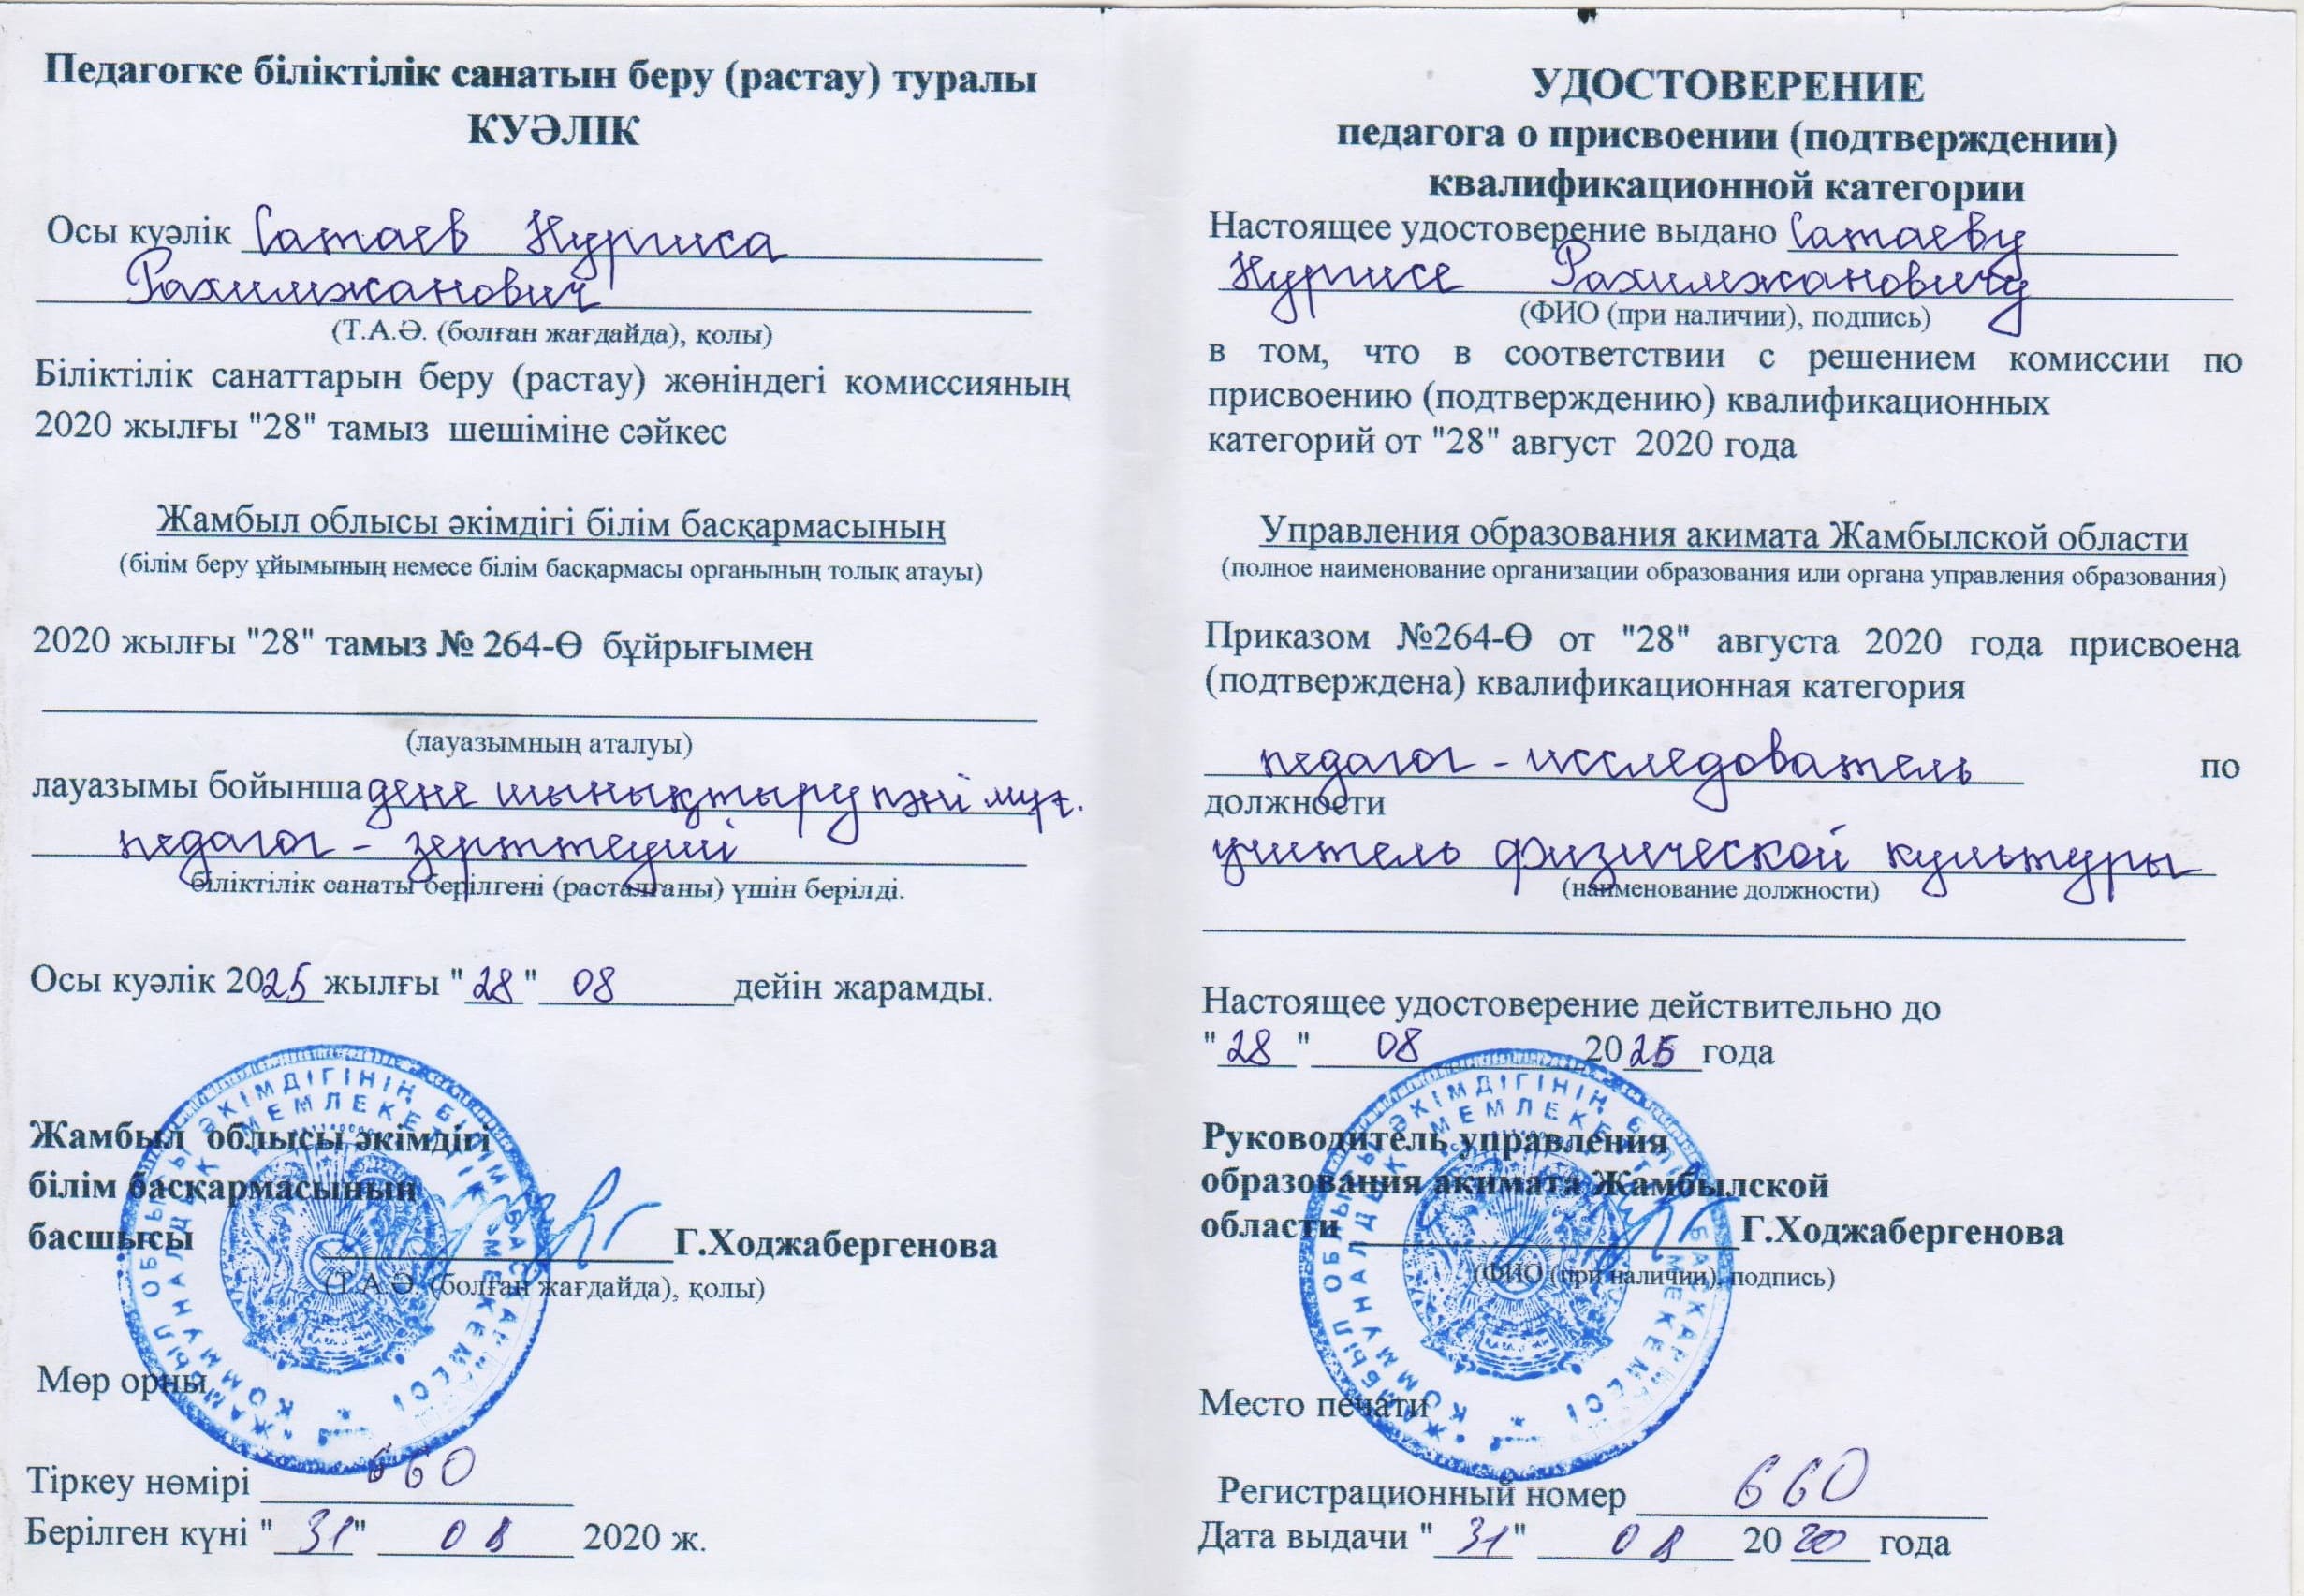 Педагогке біліктілік санатын беру (растау) туралы
КУӘЛІК
Осы куәлік Сатаев Нуриса
Рахимжанович
(Т.А.Ә. (болған жағдайда), қолы)
Біліктілік санаттарын беру (растау) жөніндегі комиссияның
2020 жылғы "28" тамыз шешіміне сәйкес
Жамбыл облысы әкімдігі білім басқармасының
(білім беру ұйымының немесе білім басқармасы органының толық атауы)
2020 жылғы "28" тамыз № 264-Ө бұйрығымен
(лауазымның аталуы)
лауазымы бойынша дене шынықтыру пәні мұғ.
педагог - зерттеуші
біліктілік санаты берілгені (расталғаны) үшін берілді.
Осы куәлік 2025 жылғы "28" 08 дейін жарамды.
Жамбыл облысы әкімдігі
білім басқармасының
басшысы Г.Ходжабергенова
(Т.А.Ә. (болған жағдайда), қолы)
Мөр орны
Тіркеу нөмірі 660
Берілген күні "31" 08 2020 ж.
УДОСТОВЕРЕНИЕ
педагога о присвоении (подтверждении)
квалификационной категории
Настоящее удостоверение выдано Сатаеву
Нурисе Рахимжановичу
(ФИО (при наличии), подпись)
в том, что в соответствии с решением комиссии по
присвоению (подтверждению) квалификационных
категорий от "28" август 2020 года
Управления образования акимата Жамбылской области
(полное наименование организации образования или органа управления образования)
Приказом №264-Ө от "28" августа 2020 года присвоена
(подтверждена) квалификационная категория
педагог - исследователь по
должности
учитель физической культуры
(наименование должности)
Настоящее удостоверение действительно до
"28" 08 2025 года
Руководитель управления
образования акимата Жамбылской
области Г.Ходжабергенова
(ФИО (при наличии), подпись)
Место печати
Регистрационный номер 660
Дата выдачи "31" 08 2020 года